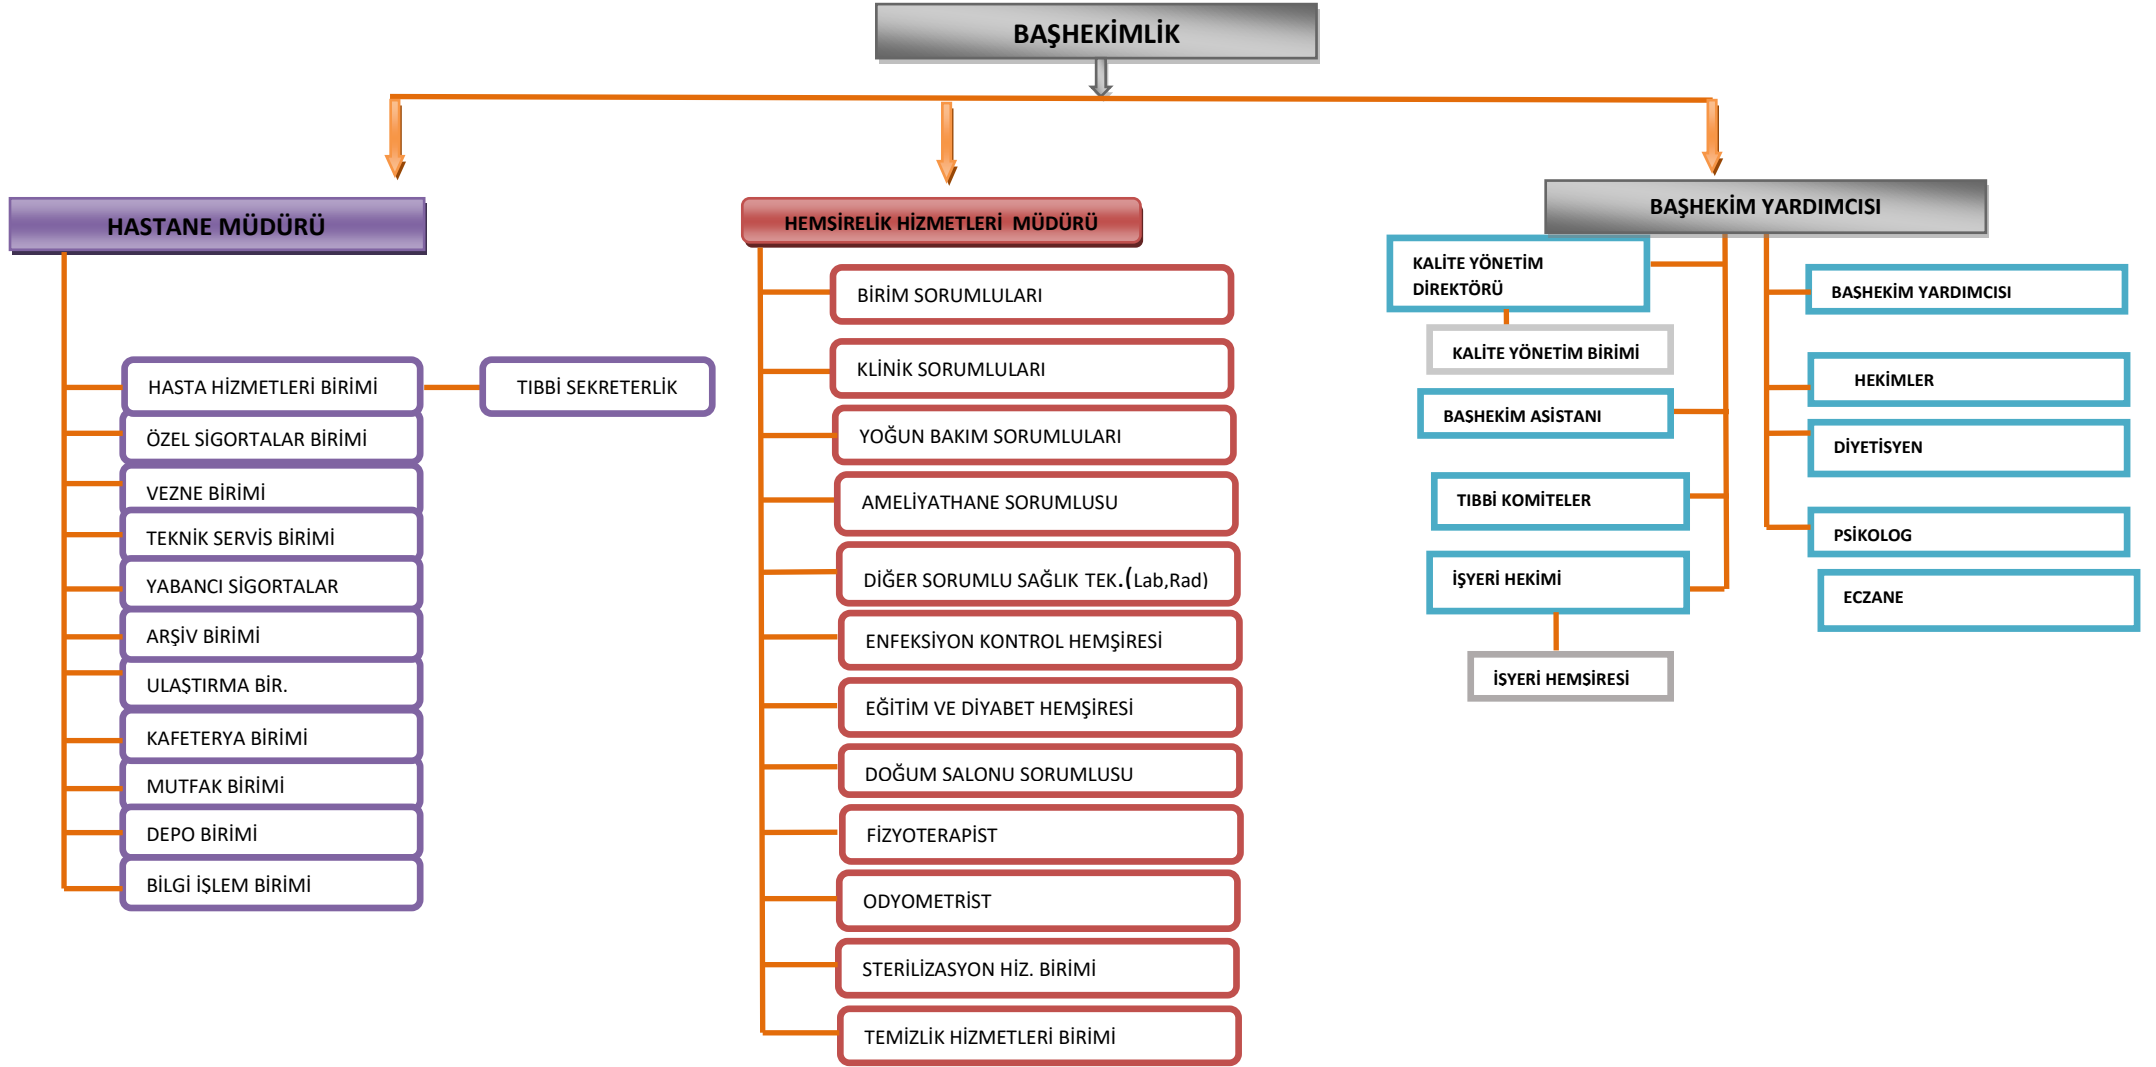 BAŞHEKİMLİK
HASTANE MÜDÜRÜ
HASTA HİZMETLERİ BİRİMİ
TIBBİ SEKRETERLİK
ÖZEL SİGORTALAR BİRİMİ
VEZNE BİRİMİ
TEKNİK SERVİS BİRİMİ
YABANCI SİGORTALAR
ARŞİV BİRİMİ
ULAŞTIRMA BİR.
KAFETERYA BİRİMİ
MUTFAK BİRİMİ
DEPO BİRİMİ
BİLGİ İŞLEM BİRİMİ
HEMŞİRELİK HİZMETLERİ MÜDÜRÜ
BİRİM SORUMLULARI
KLİNİK SORUMLULARI
YOĞUN BAKIM SORUMLULARI
AMELİYATHANE SORUMLUSU
DİĞER SORUMLU SAĞLIK TEK.(Lab,Rad)
ENFEKSİYON KONTROL HEMŞİRESİ
EĞİTİM VE DİYABET HEMŞİRESİ
DOĞUM SALONU SORUMLUSU
FİZYOTERAPİST
ODYOMETRİST
STERİLİZASYON HİZ. BİRİMİ
TEMİZLİK HİZMETLERİ BİRİMİ
BAŞHEKİM YARDIMCISI
KALİTE YÖNETİM
DİREKTÖRÜ
KALİTE YÖNETİM BİRİMİ
BAŞHEKİM ASİSTANI
TIBBİ KOMİTELER
İŞYERİ HEKİMİ
İŞYERİ HEMŞİRESİ
BAŞHEKİM YARDIMCISI
HEKİMLER
DİYETİSYEN
PSİKOLOG
ECZANE